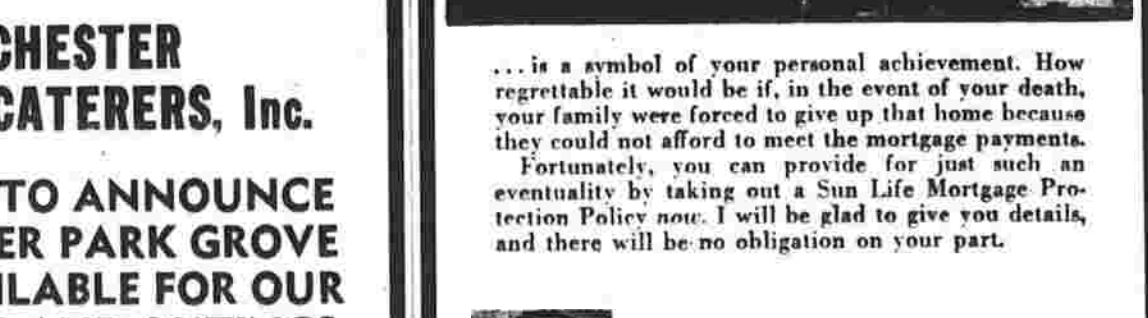 CHESTER
CATERERS, Inc.
TO ANNOUNCE
ER PARK GROVE
ILABLE FOR OUR
...is a symbol of your personal achievement. How
regrettable it would be if, in the event of your death,
your family were forced to give up that home because
they could not afford to meet the mortgage payments.
Fortunately, you can provide for just such an
eventuality by taking out a Sun Life Mortgage Pro-
tection Policy now. I will be glad to give you details,
and there will be no obligation on your part.